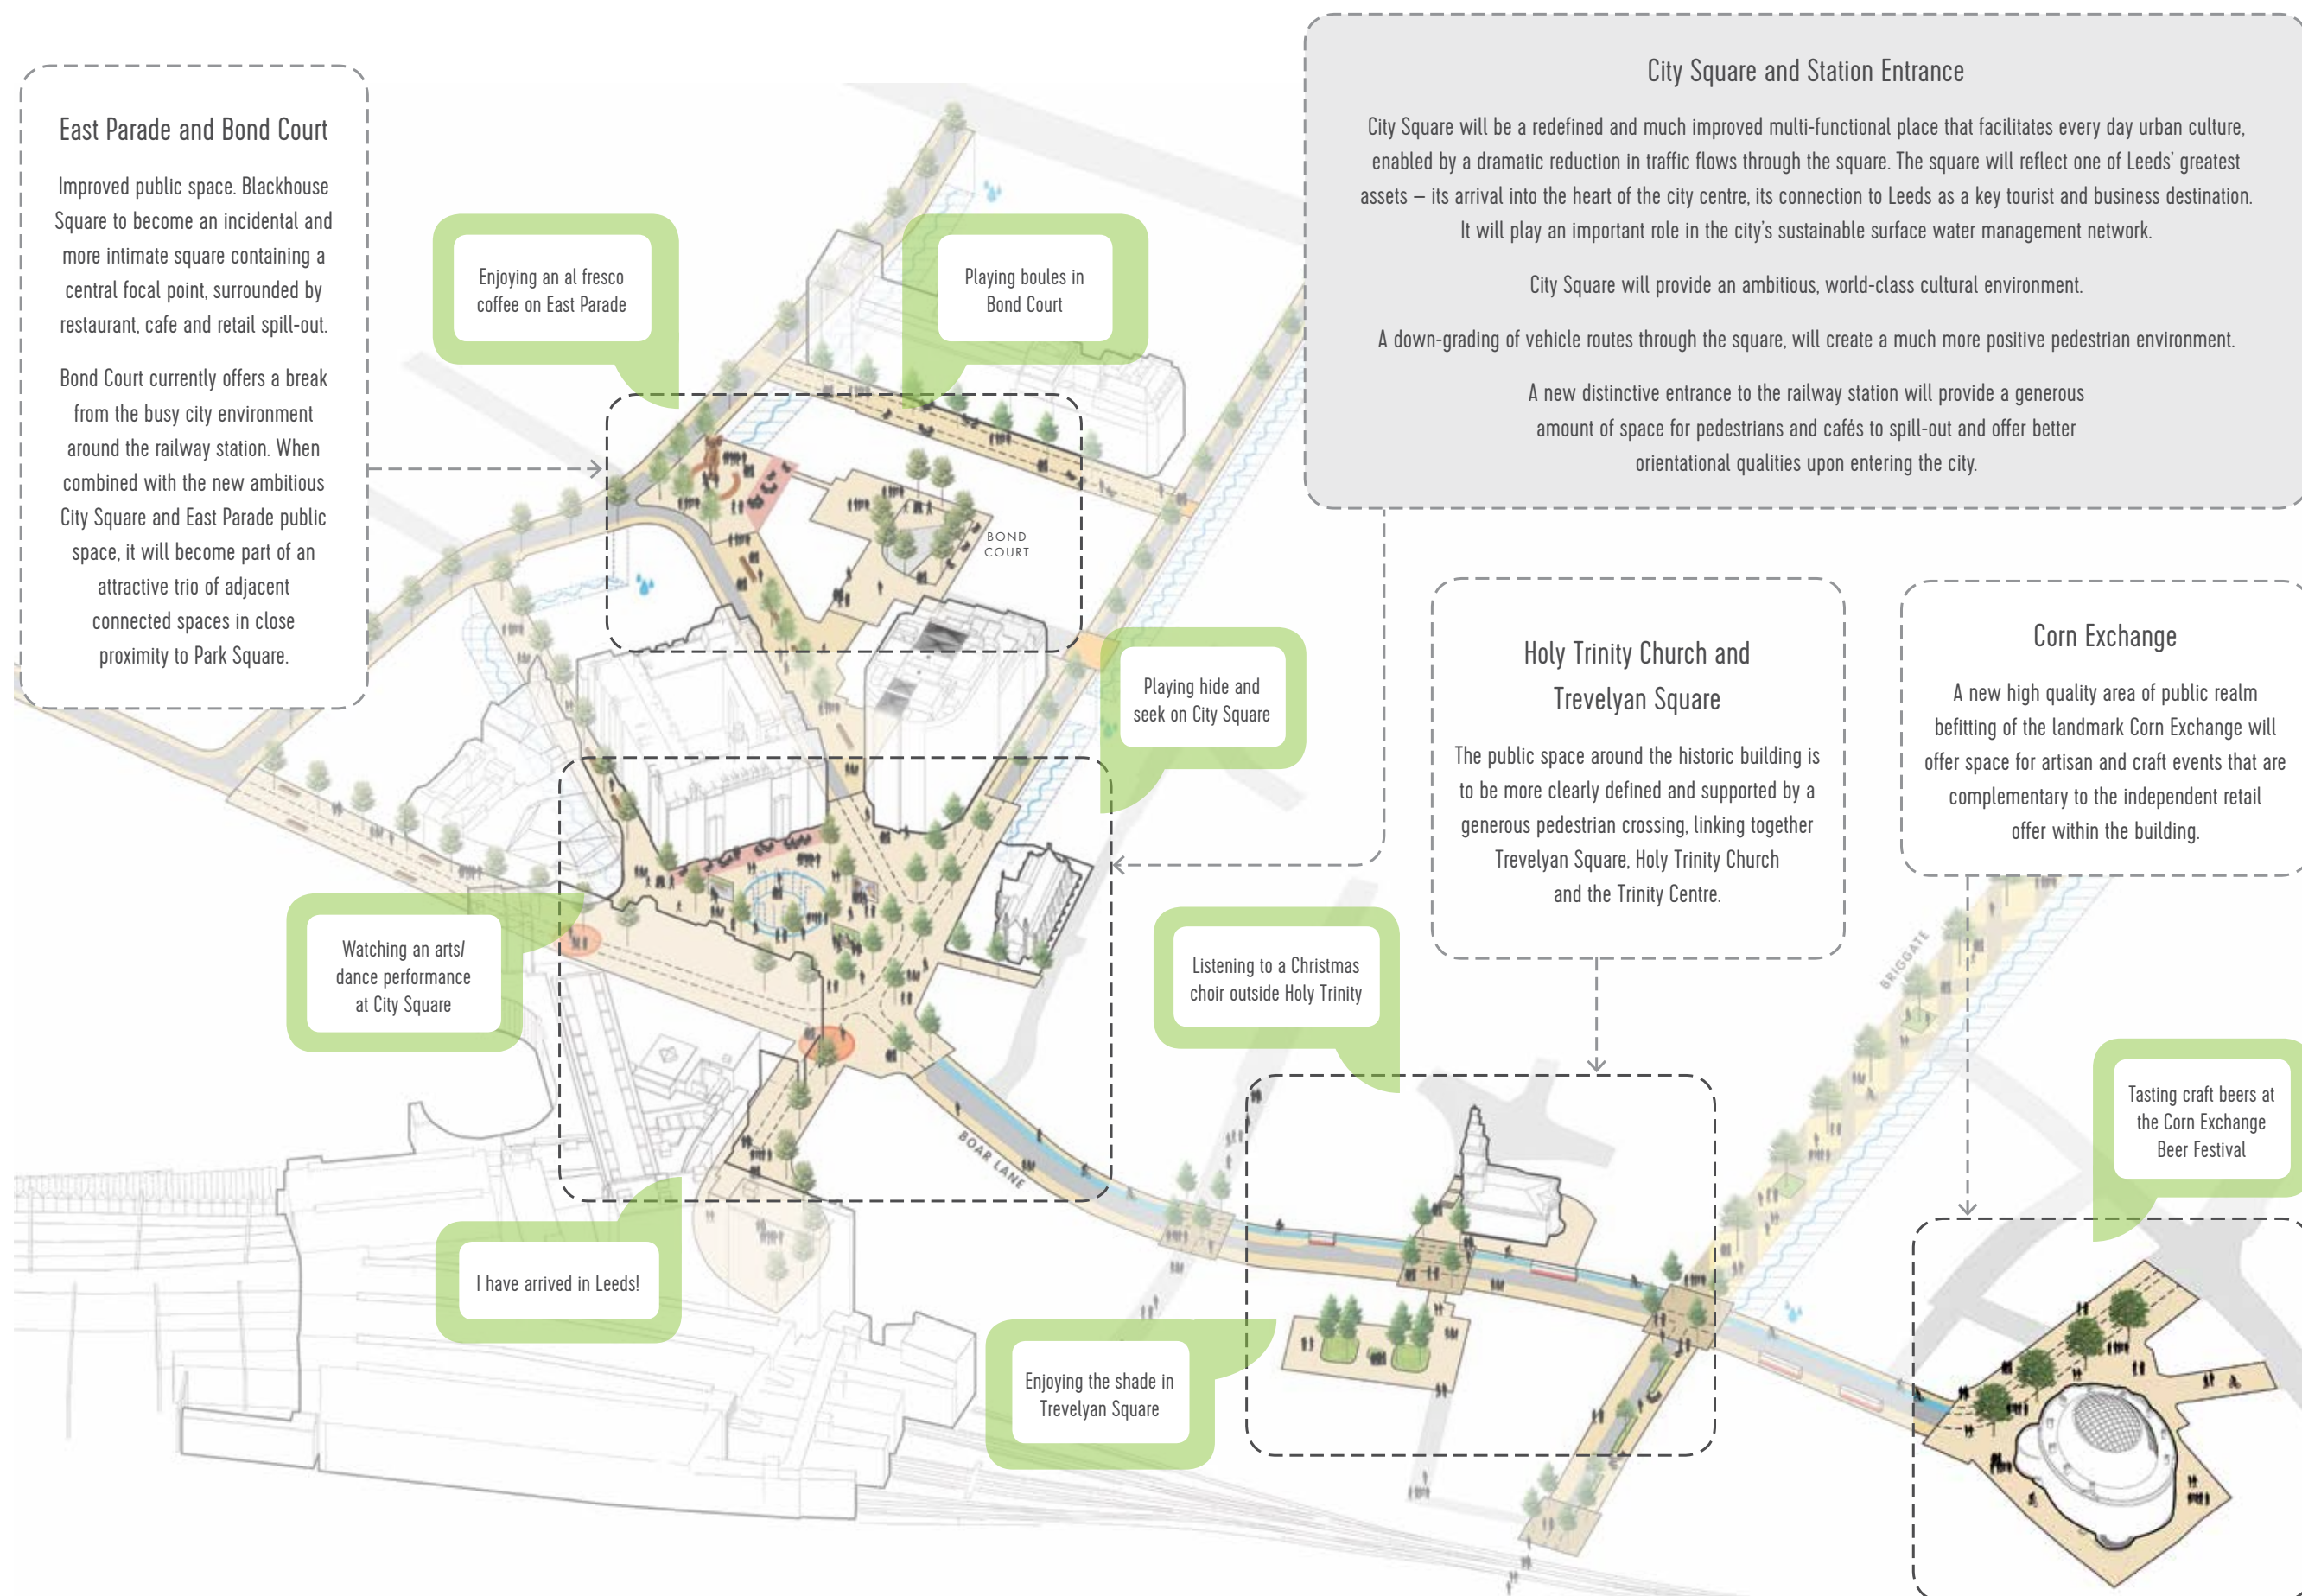 East Parade and Bond Court
Improved public space. Blackhouse
Square to become an incidental and
more intimate square containing a
central focal point, surrounded by
restaurant, cafe and retail spill-out.
Bond Court currently offers a break
from the busy city environment
around the railway station. When
combined with the new ambitious
City Square and East Parade public
space, it will become part of an
attractive trio of adjacent
connected spaces in close
proximity to Park Square.
Enjoying an al fresco
coffee on East Parade
Playing boules in
Bond Court
City Square and Station Entrance
City Square will be a redefined and much improved multi-functional place that facilitates every day urban culture,
enabled by a dramatic reduction in traffic flows through the square. The square will reflect one of Leeds' greatest
assets – its arrival into the heart of the city centre, its connection to Leeds as a key tourist and business destination.
It will play an important role in the city's sustainable surface water management network.
City Square will provide an ambitious, world-class cultural environment.
A down-grading of vehicle routes through the square, will create a much more positive pedestrian environment.
A new distinctive entrance to the railway station will provide a generous
amount of space for pedestrians and cafés to spill-out and offer better
orientational qualities upon entering the city.
BOND
COURT
Playing hide and
seek on City Square
Holy Trinity Church and
Trevelyan Square
The public space around the historic building is
to be more clearly defined and supported by a
generous pedestrian crossing, linking together
Trevelyan Square, Holy Trinity Church
and the Trinity Centre.
Corn Exchange
A new high quality area of public realm
befitting of the landmark Corn Exchange will
offer space for artisan and craft events that are
complementary to the independent retail
offer within the building.
Watching an arts/
dance performance
at City Square
Listening to a Christmas
choir outside Holy Trinity
BRIGGATE
Tasting craft beers at
the Corn Exchange
Beer Festival
BOAR LANE
I have arrived in Leeds!
Enjoying the shade in
Trevelyan Square